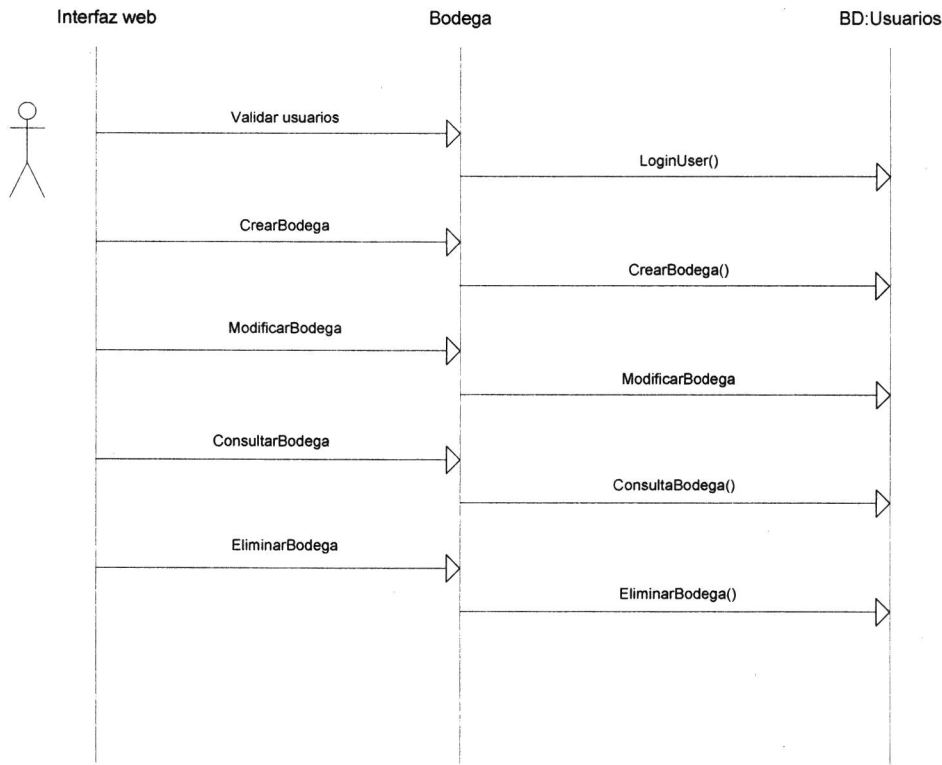 Interfaz web
Bodega
BD:Usuarios
Validar usuarios
LoginUser()
CrearBodega
CrearBodega()
ModificarBodega
ModificarBodega
ConsultarBodega
ConsultaBodega()
EliminarBodega
EliminarBodega()